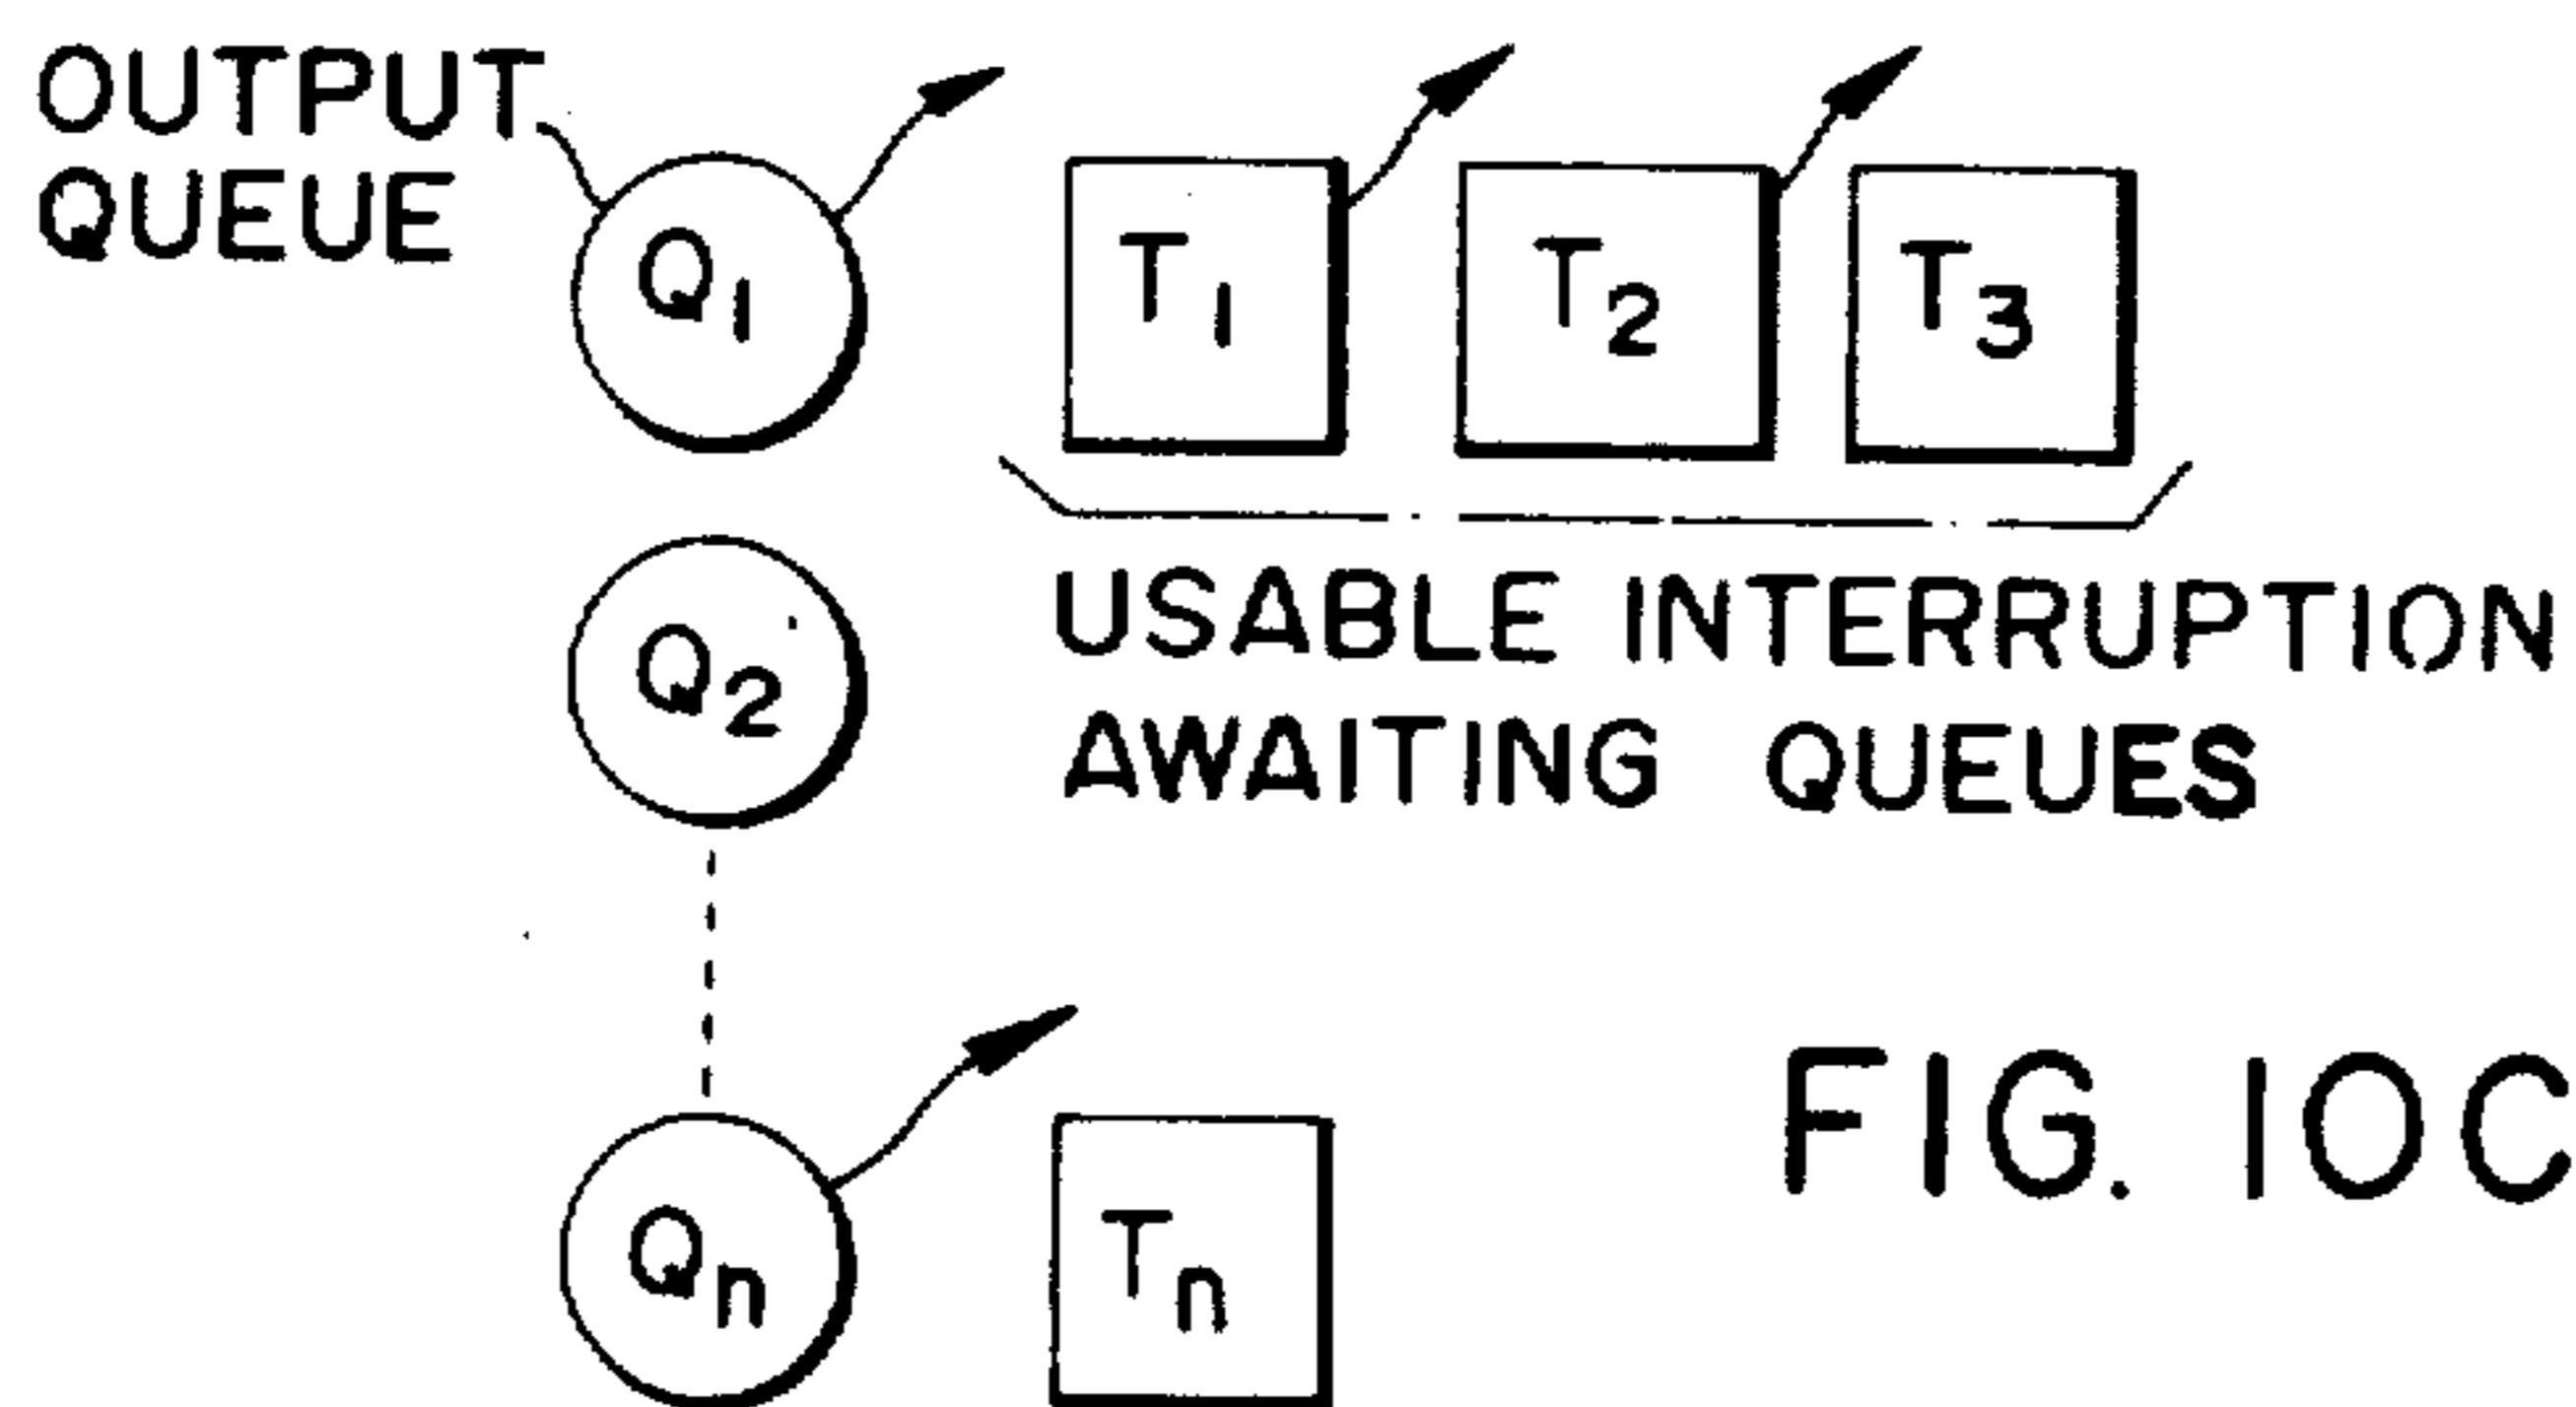 OUTPUT
QUEUE
Q1
T1
T2
T3
Q2
USABLE INTERRUPTION
AWAITING QUEUES
Qn
Tn
FIG. 10C